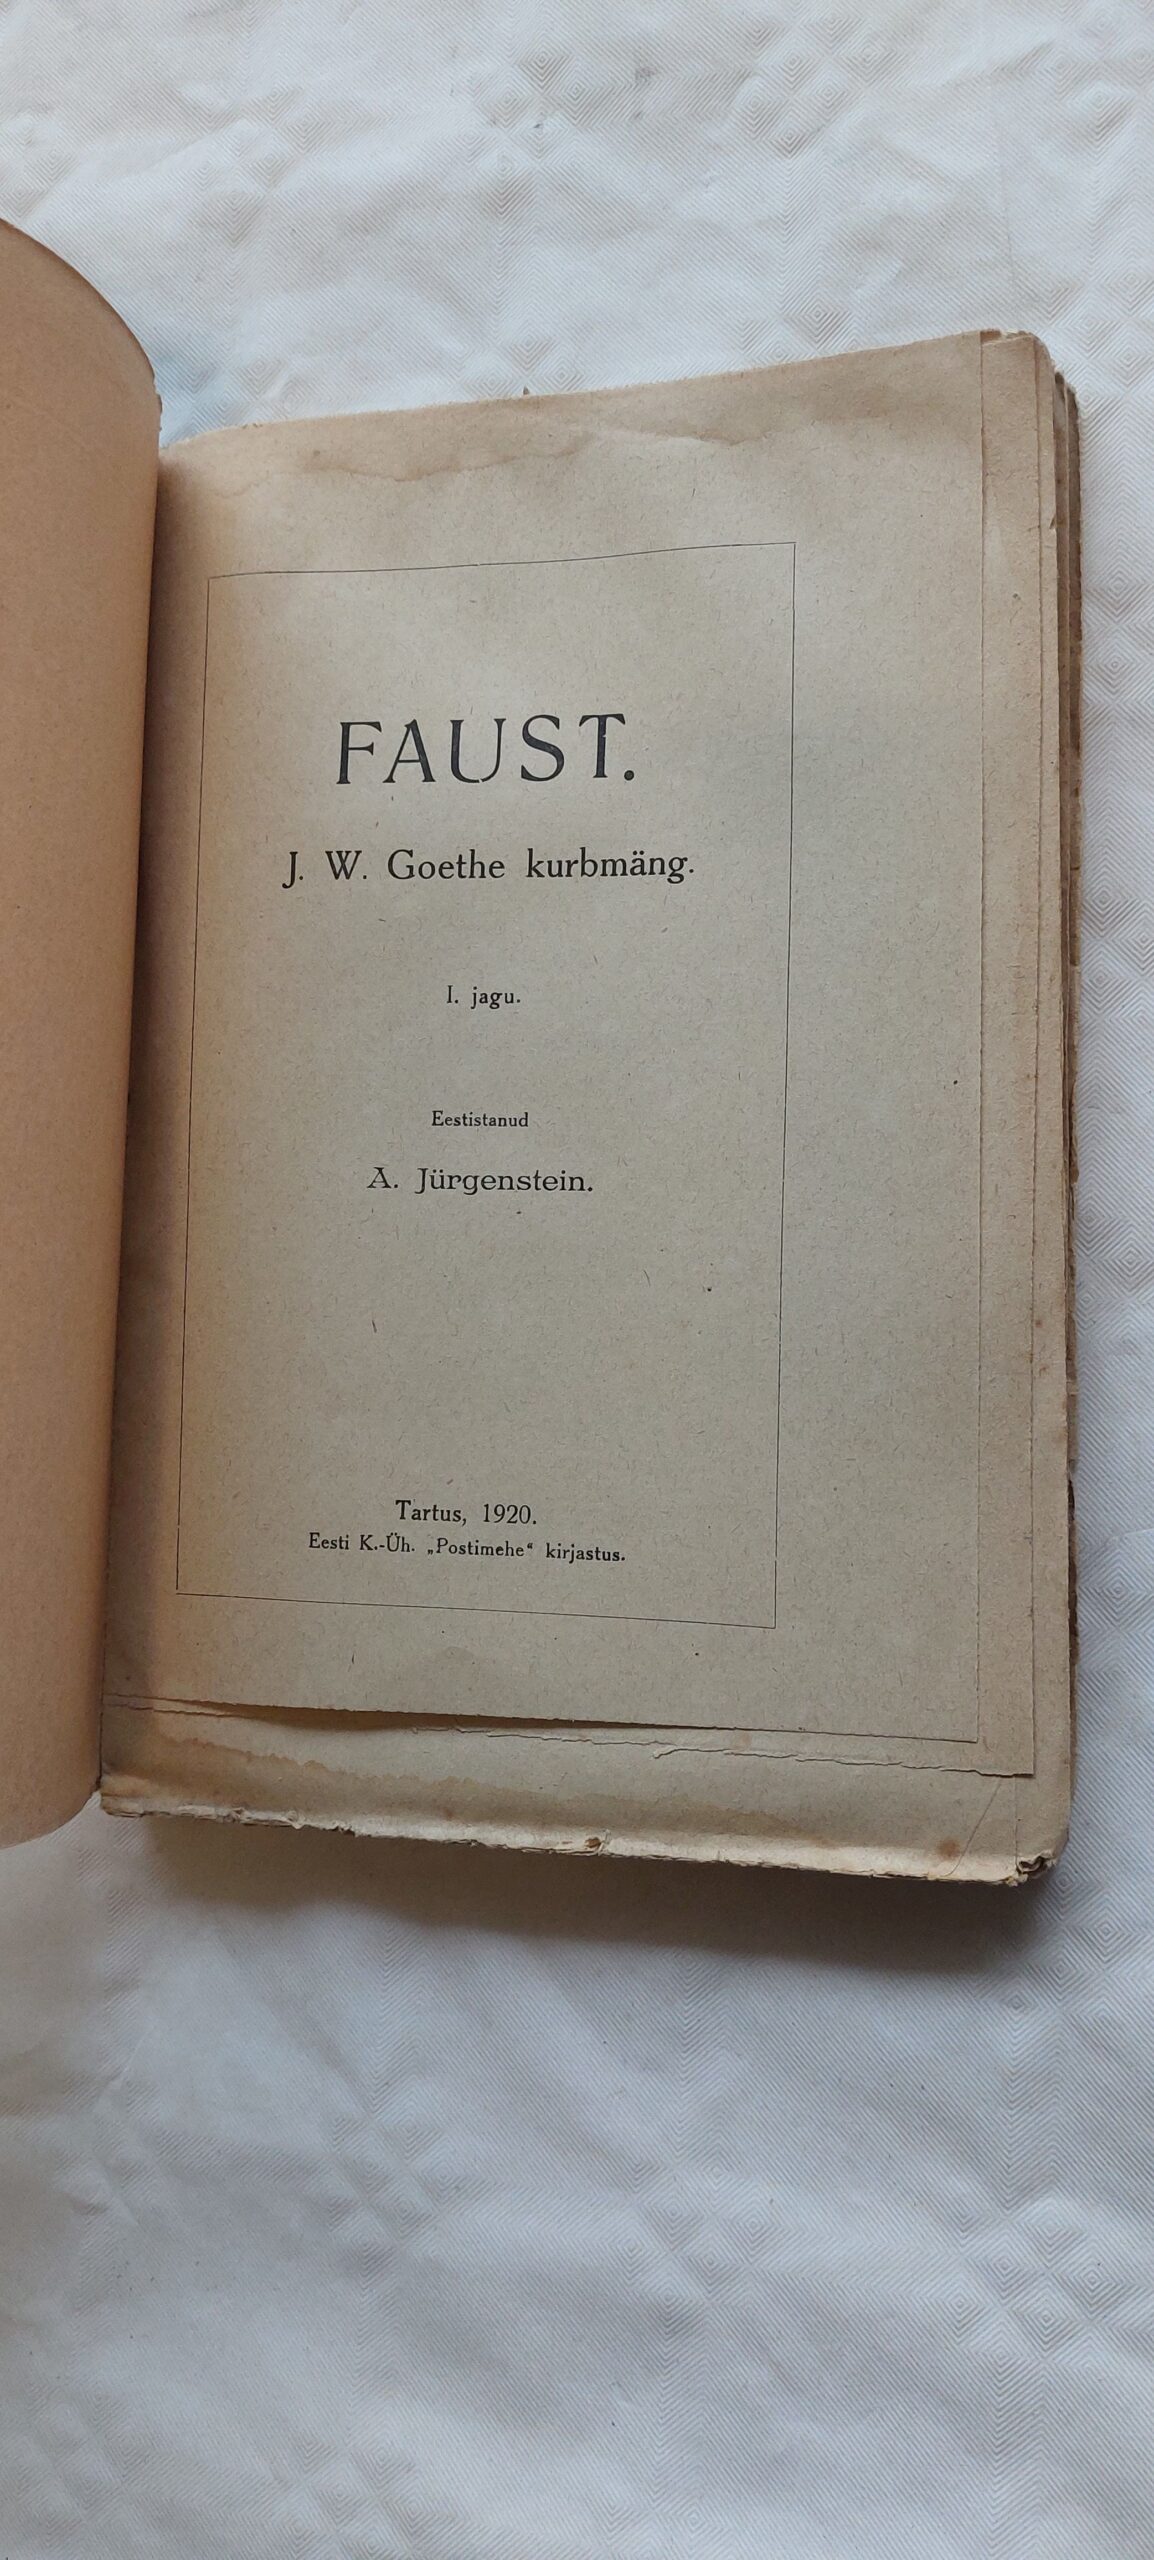 FAUST.
J. W. Goethe kurbmäng.
I. jagu.
Eestistanud
A. Jürgenstein.
Tartus, 1920.
Eesti K.-Üh. „Postimehe“ kirjastus.